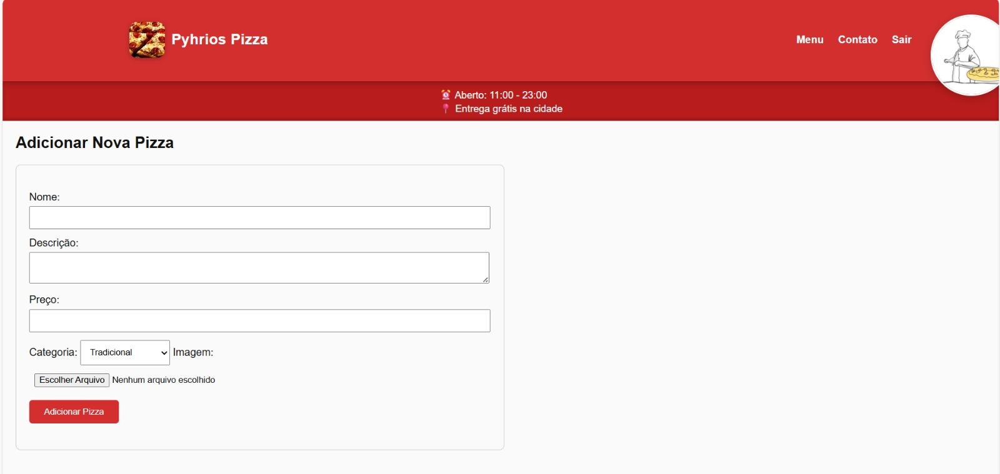 Pyhrios Pizza
Menu Contato Sair
Aberto: 11:00 - 23:00
Entrega grátis na cidade
Adicionar Nova Pizza
Nome:
Descrição:
Preço:
Categoria: Tradicional Imagem:
Escolher Arquivo Nenhum arquivo escolhido
Adicionar Pizza